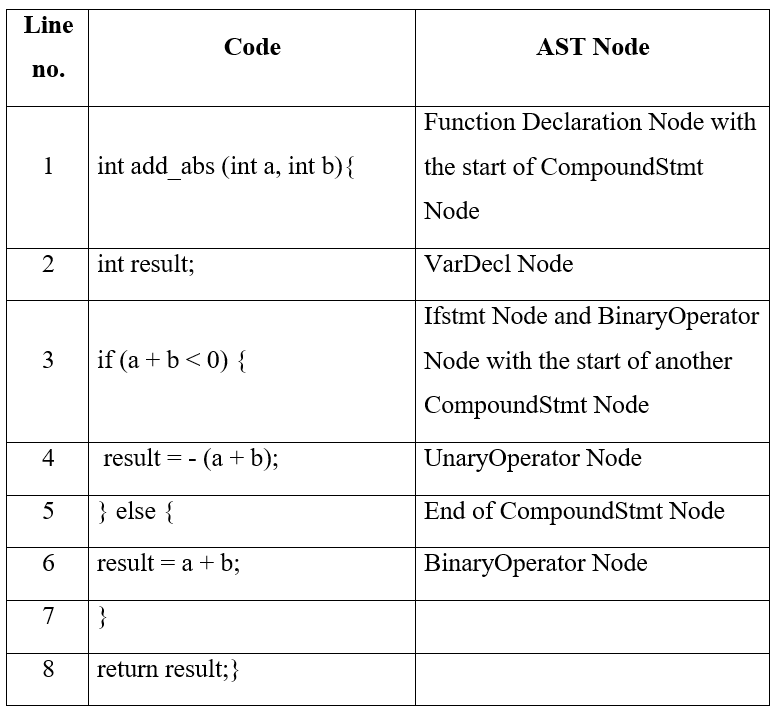 Line no.
Code
AST Node
1
int add_abs (int a, int b){
Function Declaration Node with
the start of CompoundStmt
Node
2
int result;
VarDecl Node
3
if (a + b < 0) {
Ifstmt Node and BinaryOperator
Node with the start of another
CompoundStmt Node
4
result = - (a + b);
UnaryOperator Node
5
} else {
End of CompoundStmt Node
6
result = a + b;
BinaryOperator Node
7
}
8
return result;}